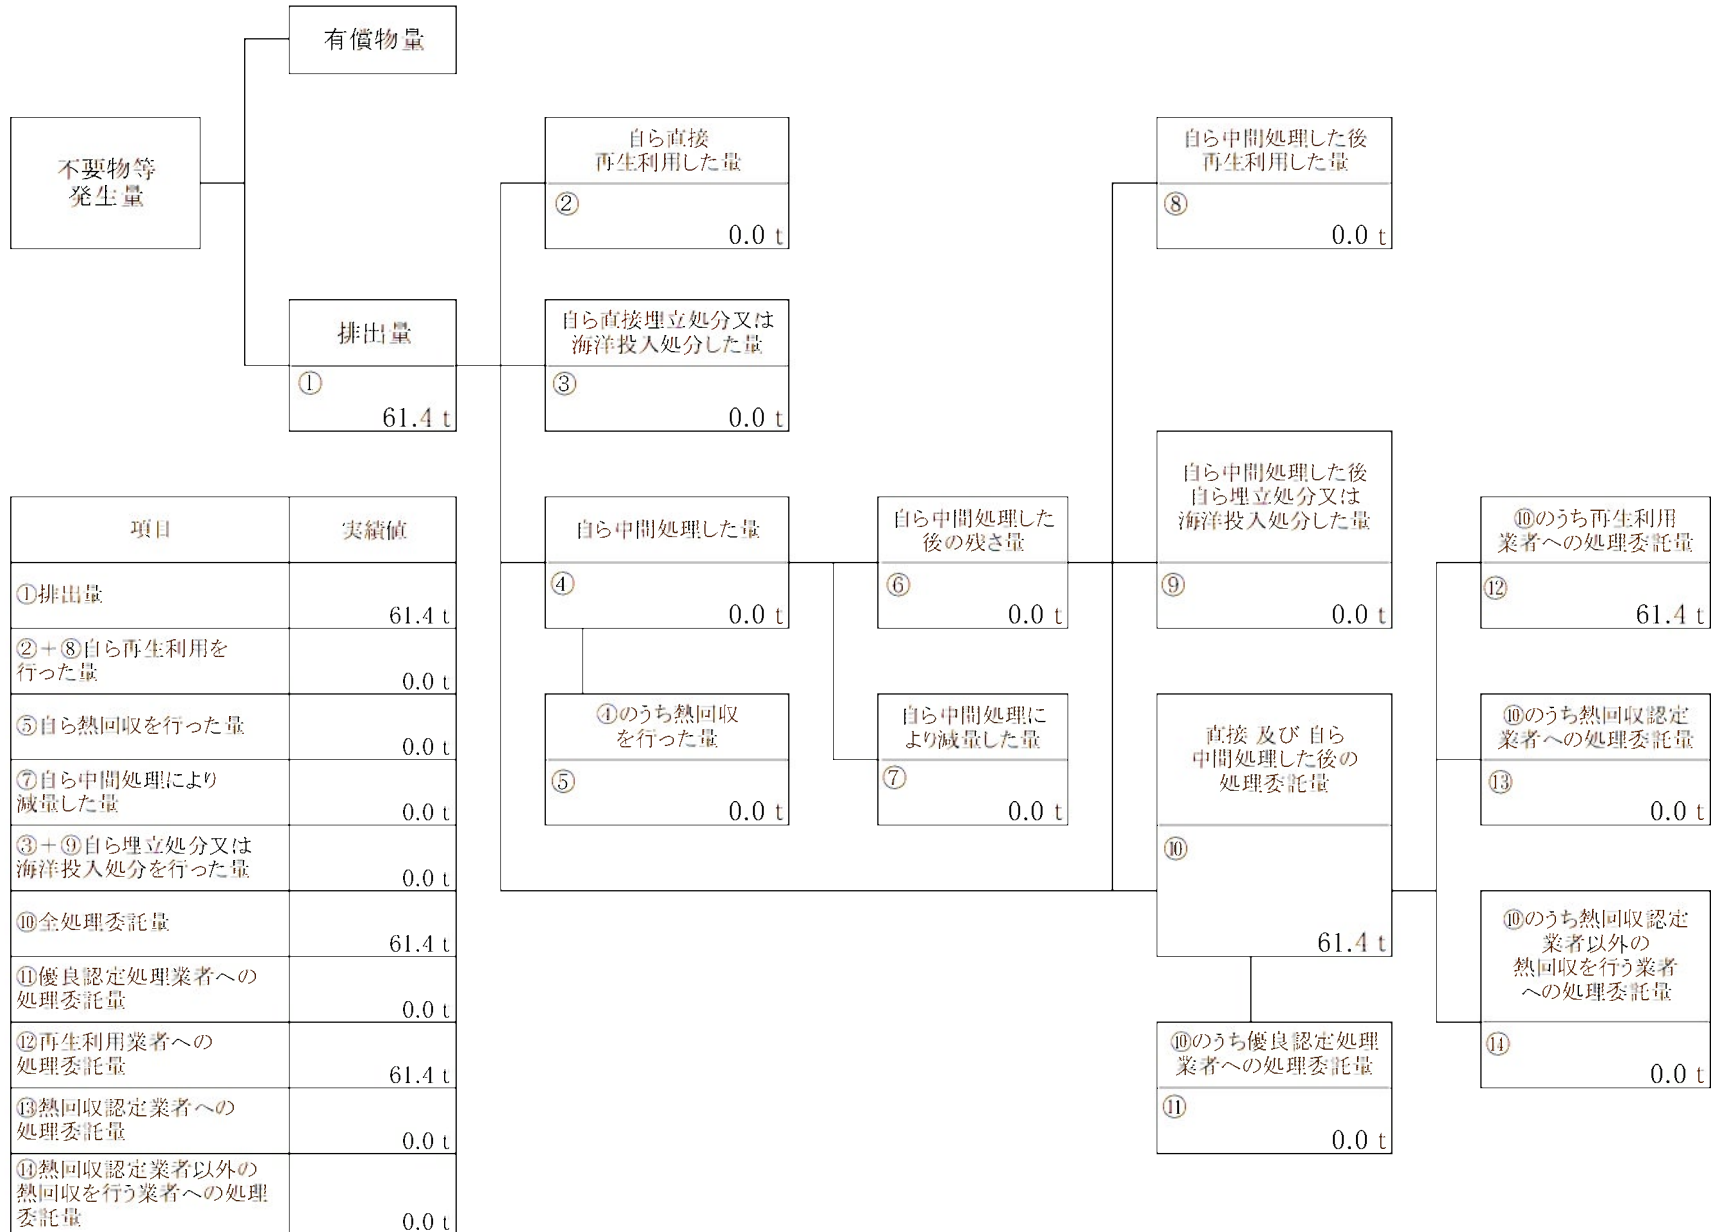 有償物量
不要物等
発生量
自ら直接
再生利用した量
②
0.0 t
自ら中間処理した後
再生利用した量
⑧
0.0 t
排出量
①
61.4 t
自ら直接埋立処分又は
海洋投入処分した量
③
0.0 t
自ら中間処理した量
④
0.0 t
自ら中間処理した
後の残さ量
⑥
0.0 t
自ら中間処理した後
自ら埋立処分又は
海洋投入処分した量
⑨
0.0 t
⑩のうち再生利用
業者への処理委託量
⑫
61.4 t
④のうち熱回収
を行った量
⑤
0.0 t
自ら中間処理に
より減量した量
⑦
0.0 t
直接 及び 自ら
中間処理した後の
処理委託量
⑩
61.4 t
⑩のうち熱回収認定
業者への処理委託量
⑬
0.0 t
⑩のうち熱回収認定
業者以外の
熱回収を行う業者
への処理委託量
⑭
0.0 t
⑩のうち優良認定処理
業者への処理委託量
⑪
0.0 t
項目 実績値
①排出量
61.4 t
②＋⑧自ら再生利用を
行った量
0.0 t
⑤自ら熱回収を行った量
0.0 t
⑦自ら中間処理により
減量した量
0.0 t
③＋⑨自ら埋立処分又は
海洋投入処分を行った量
0.0 t
⑩全処理委託量
61.4 t
⑪優良認定処理業者への
処理委託量
0.0 t
⑫再生利用業者への
処理委託量
61.4 t
⑬熱回収認定業者への
処理委託量
0.0 t
⑭熱回収認定業者以外の
熱回収を行う業者への処理
委託量
0.0 t